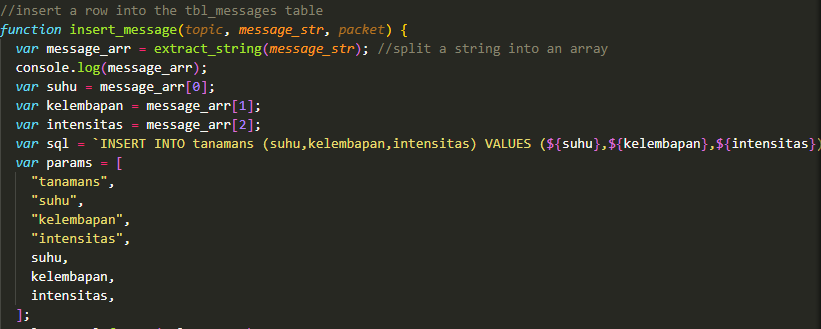 //insert a row into the tbl_messages table
function insert_message(topic, message_str, packet) {
  var message_arr = extract_string(message_str); //split a string into an array
  console.log(message_arr);
  var suhu = message_arr[0];
  var kelembapan = message_arr[1];
  var intensitas = message_arr[2];
  var sql = `INSERT INTO tanamans (suhu,kelembapan,intensitas) VALUES (${suhu},${kelembapan},${intensitas})
  var params = [
    "tanamans",
    "suhu",
    "kelembapan",
    "intensitas",
    suhu,
    kelembapan,
    intensitas,
  ];